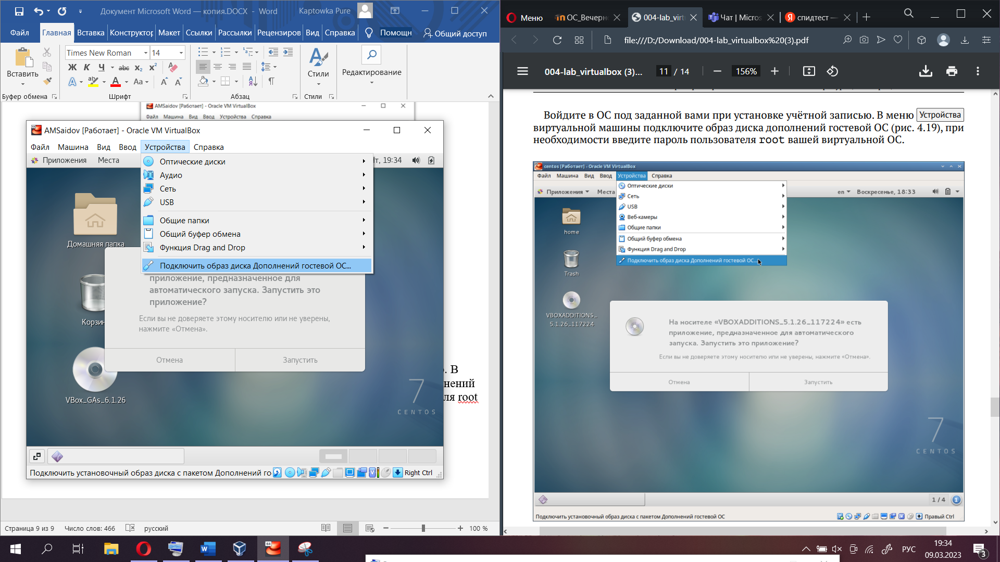 Документ Microsoft Word — копия.DOCX - Word
Kaptowka Pure
Файл Главная Вставка Конструктор Макет Ссылки Рассылки Рецензиров Вид Справка Помощн Общий доступ
Times New Roman 14
Вставить
Ж К Ч abc x₂ x²
Aa
Стили
Редактирование
Буфер обмена Шрифт Абзац Стили
AMSaidov [Работает] - Oracle VM VirtualBox
Файл Машина Вид Ввод Устройства Справка
AMSaidov [Работает] - Oracle VM VirtualBox
Файл Машина Вид Ввод Устройства Справка
Приложения Места
т, 19:34
Оптические диски
Аудио
Сеть
USB
Общие папки
Общий буфер обмена
Функция Drag and Drop
Подключить образ диска Дополнений гостевой ОС...
Домашняя папка
Корзин
VBox_GAs_6.1.26
приложение, предназначенное для
автоматического запуска. Запустить это
приложение?
Если вы не доверяете этому носителю или не уверены,
нажмите «Отмена».
Отмена Запустить
7
CENTOS
. В
нений
ля root
Подключить установочный образ диска с пакетом Дополнений го
Right Ctrl
Страница 9 из 9 Число слов: 466 русский 100 %
Меню
ОС_Вечерн
004-lab_virt
Чат | Micros
спидтест —
file:///D:/Download/004-lab_virtualbox%20(3).pdf
004-lab_virtualbox (3)... 11 / 14 156%
Войдите в ОС под заданной вами при установке учётной записью. В меню Устройства
виртуальной машины подключите образ диска дополнений гостевой ОС (рис. 4.19), при
необходимости введите пароль пользователя root вашей виртуальной ОС.
centos [Работает] - Oracle VM VirtualBox
Файл Машина Вид Ввод Устройства Справка
Приложения Места
en Воскресенье, 18:33
Оптические диски
Сеть
USB
Веб-камеры
Общие папки
Общий буфер обмена
Функция Drag and Drop
Подключить образ диска Дополнений гостевой ОС...
home
Trash
VBOXADDITIONS_
5.1.26_117224
На носителе «VBOXADDITIONS_5.1.26_117224» есть
приложение, предназначенное для автоматического
запуска. Запустить это приложение?
Если вы не доверяете этому носителю или не уверены, нажмите «Отмена».
Отмена Запустить
7
CENTOS
1 / 4 1
Подключить установочный образ диска с пакетом Дополнений гостевой ОС
Правый Ctrl
РУС
19:34
09.03.2023
3